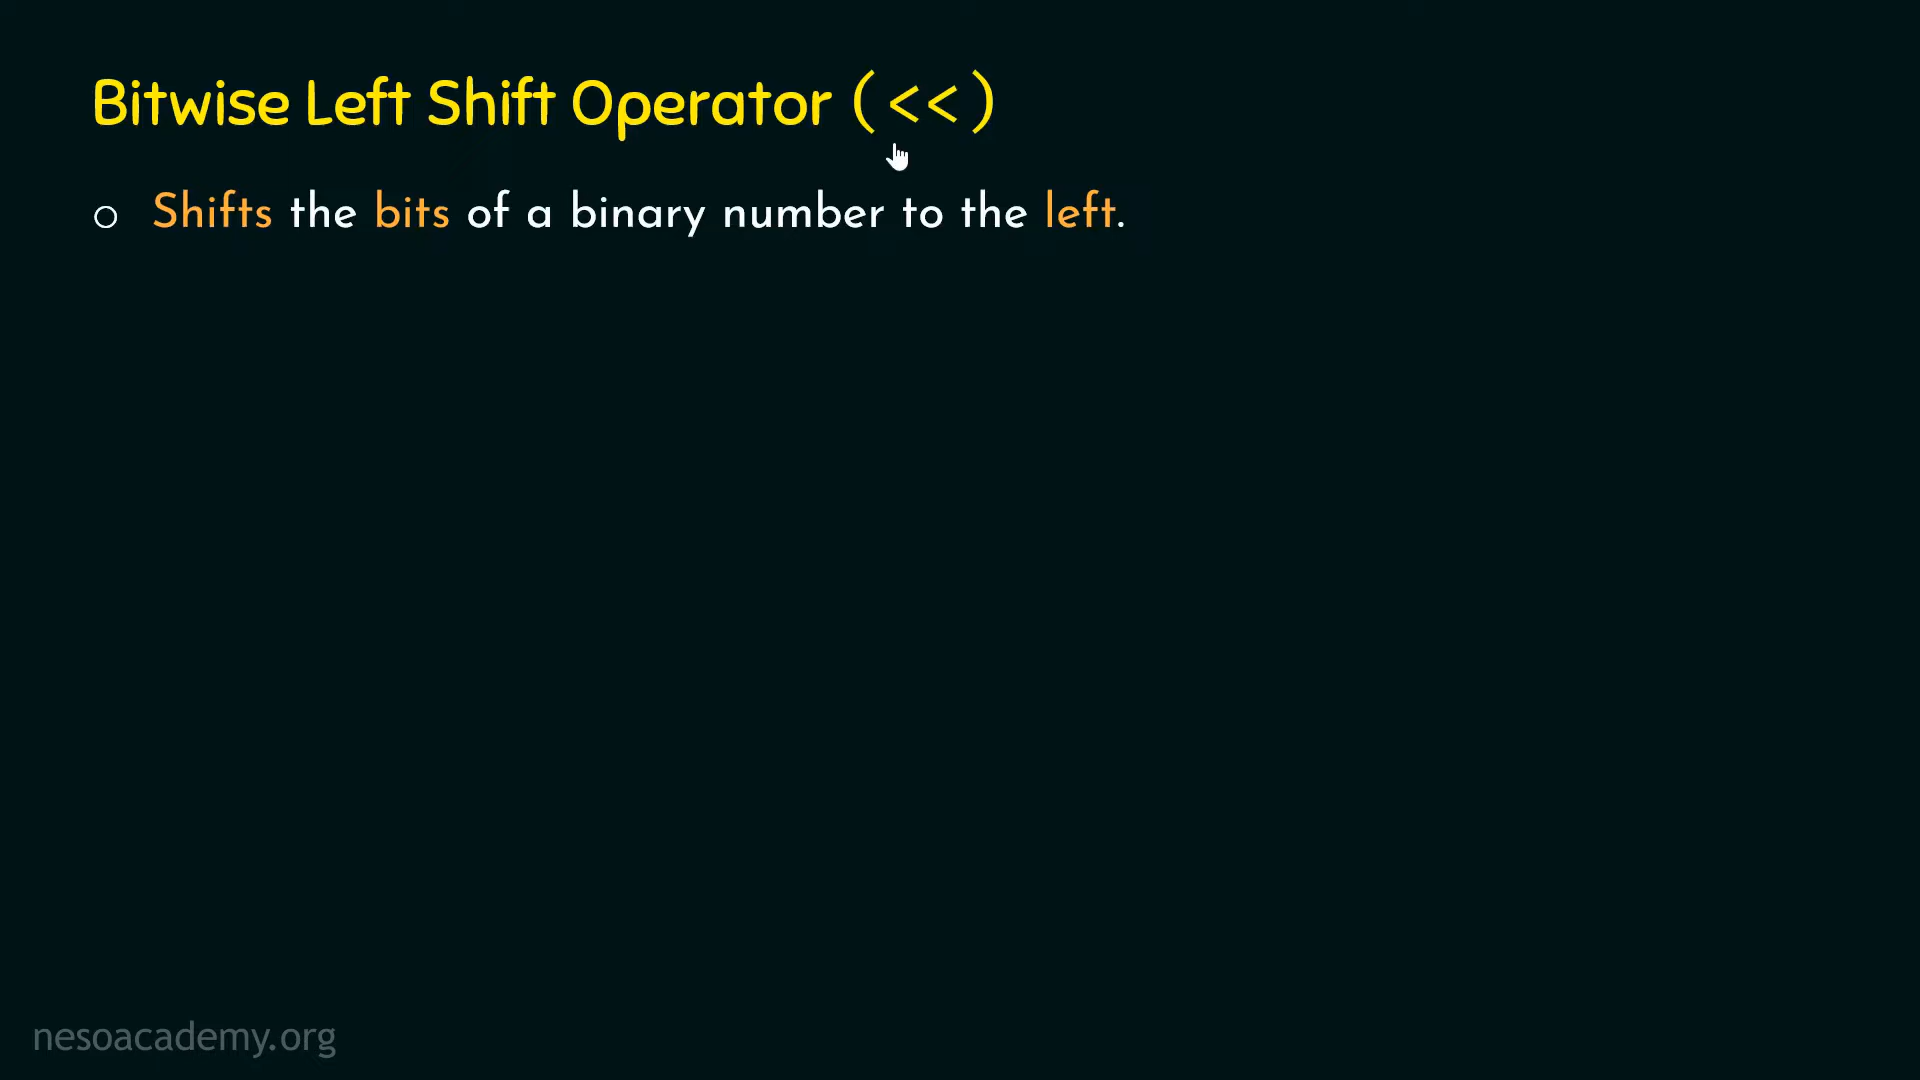 Bitwise Left Shift Operator (<<)
○ Shifts the bits of a binary number to the left.
nesoacademy.org